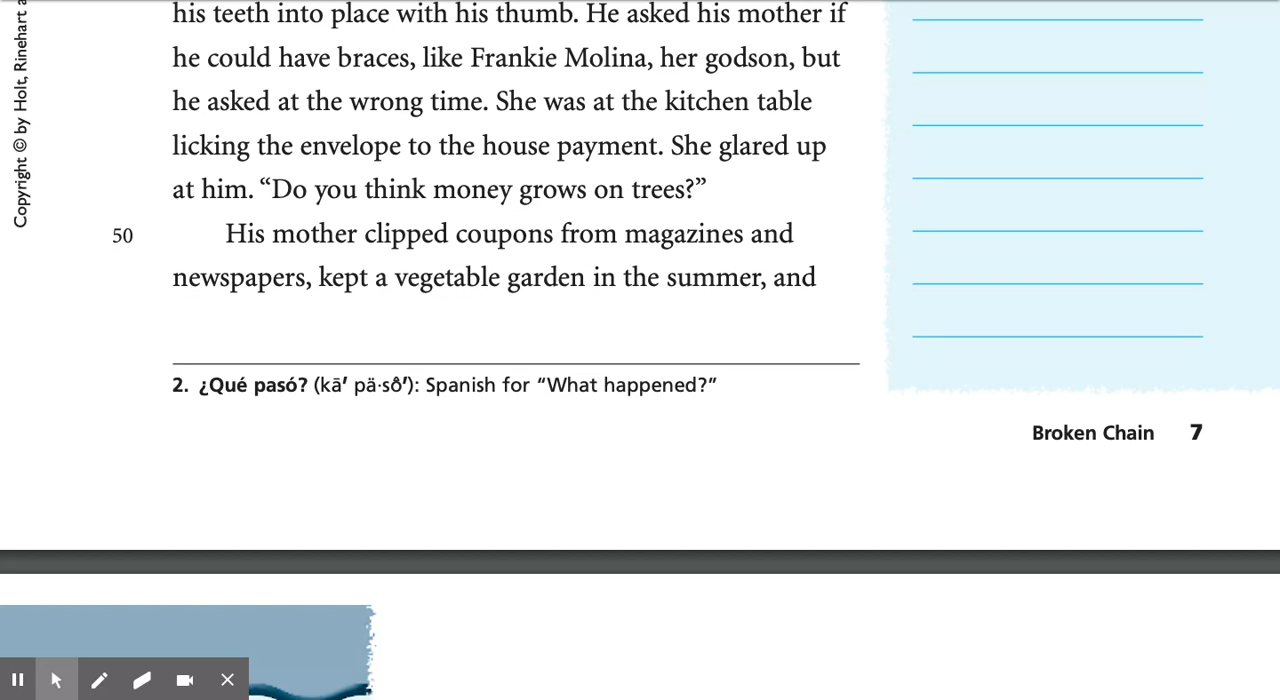 his teeth into place with his thumb. He asked his mother if
he could have braces, like Frankie Molina, her godson, but
he asked at the wrong time. She was at the kitchen table
licking the envelope to the house payment. She glared up
at him. “Do you think money grows on trees?”
50 His mother clipped coupons from magazines and
newspapers, kept a vegetable garden in the summer, and
2. ¿Qué pasó? (kā′ pä·sô′): Spanish for “What happened?”
Broken Chain 7
Copyright © by Holt, Rinehart